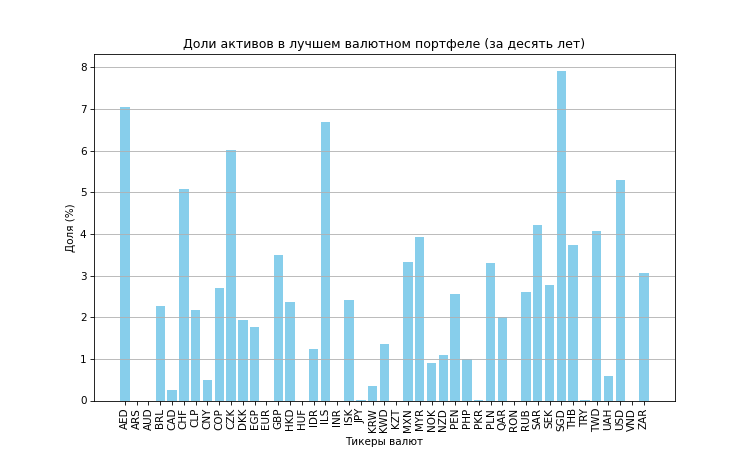 Доли активов в лучшем валютном портфеле (за десять лет)
8
7
6
5
4
3
2
1
0
Доля (%)
AED ARS AUD BRL CAD CHF CLP CNY COP CZK DKK EGP EUR GBP HKD HUF IDR ILS INR ISK JPY KRW KWD KZT MXN MYR NOK NZD PEN PHP PKR PLN QAR RON RUB SAR SEK SGD THB TRY TWD UAH USD VND ZAR
Тикеры валют